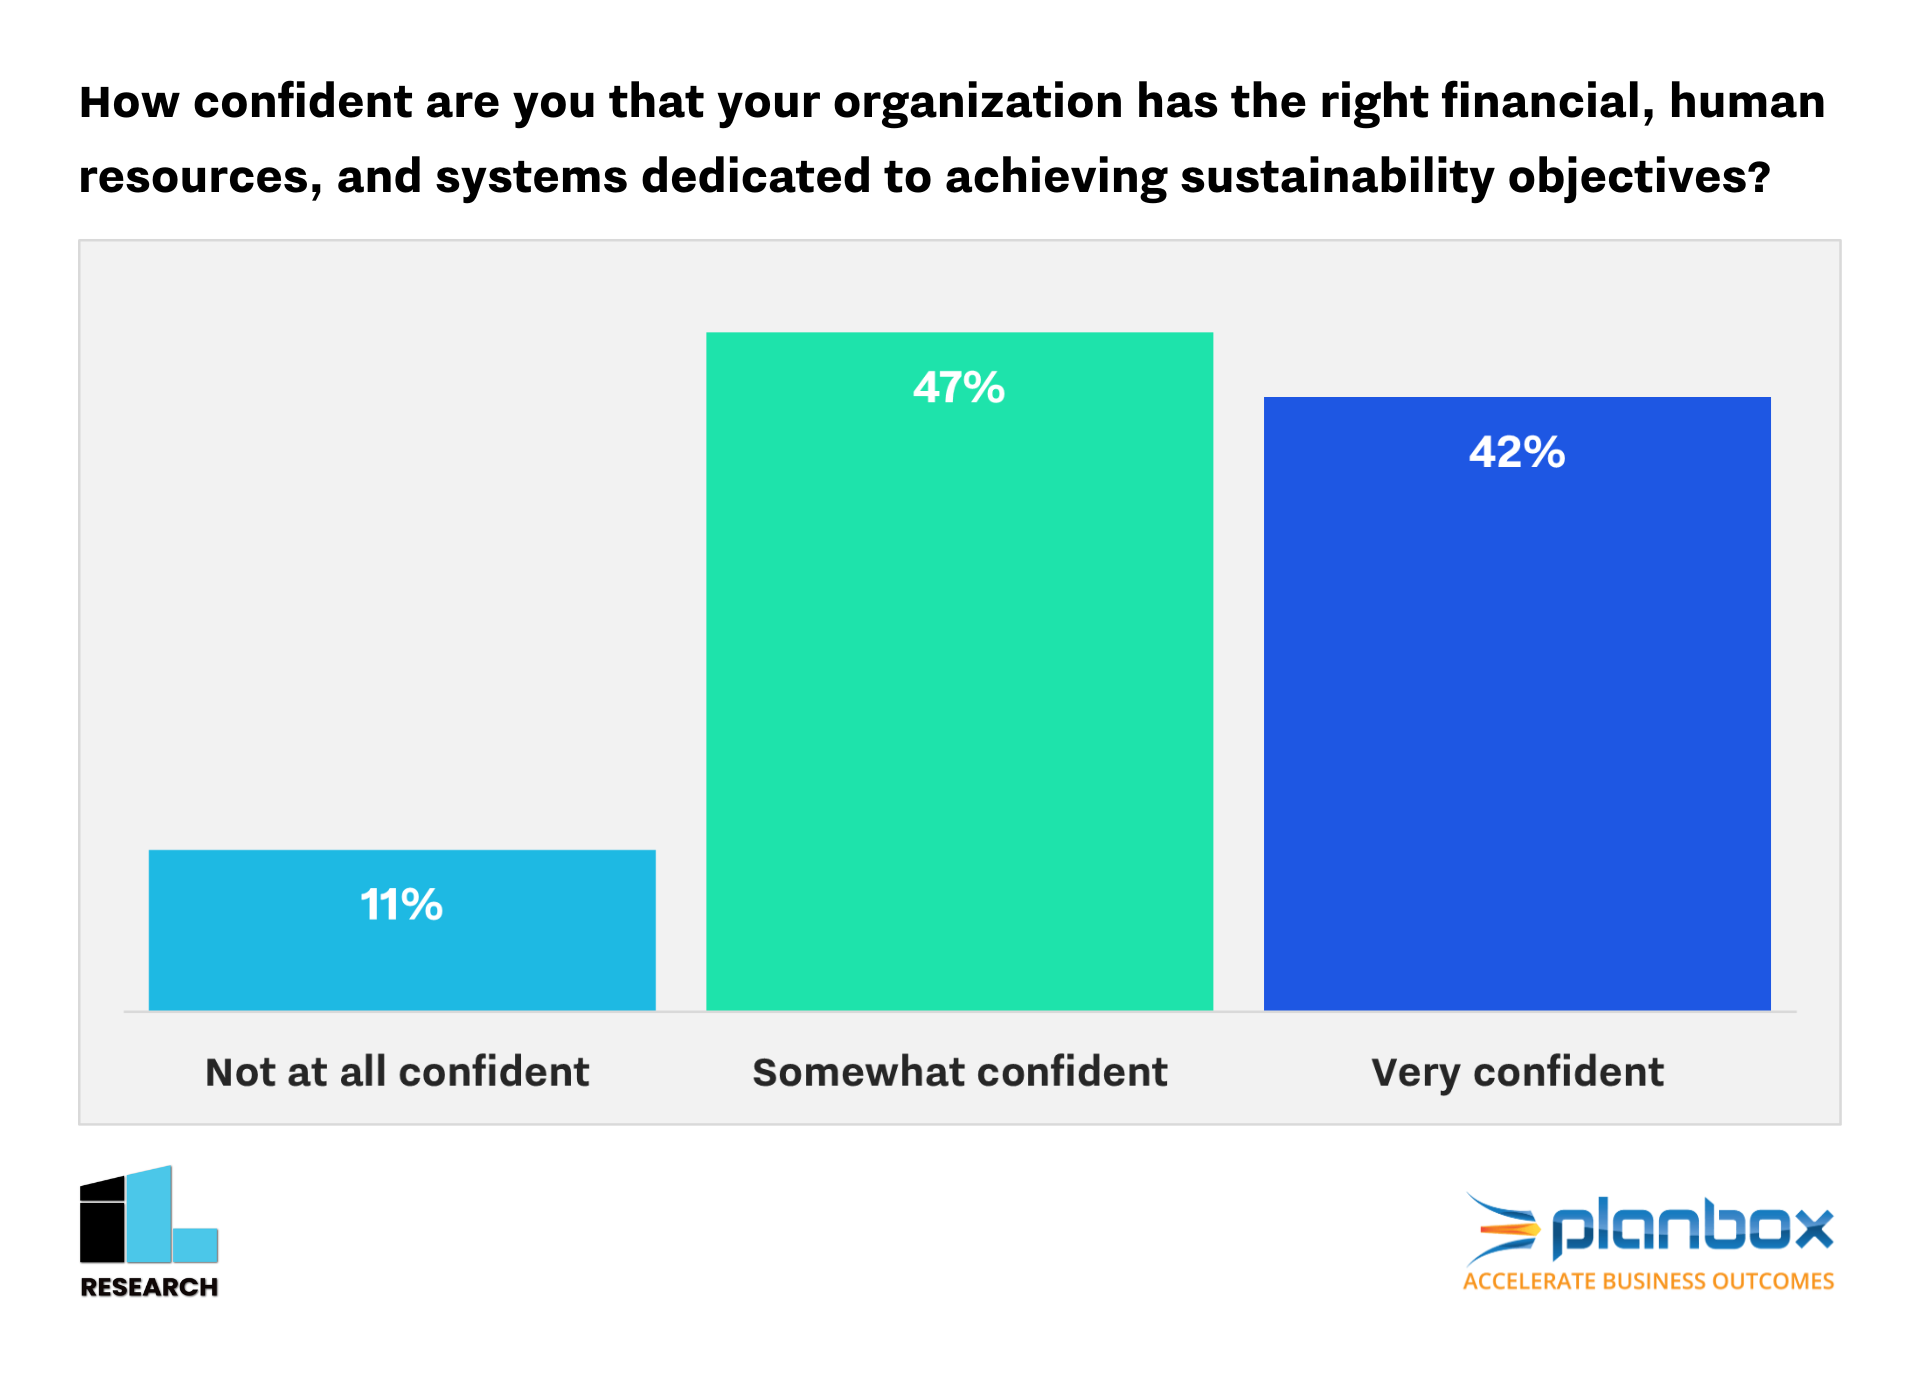 How confident are you that your organization has the right financial, human
resources, and systems dedicated to achieving sustainability objectives?
47%
42%
11%
Not at all confident
Somewhat confident
Very confident
RESEARCH
planbox
ACCELERATE BUSINESS OUTCOMES